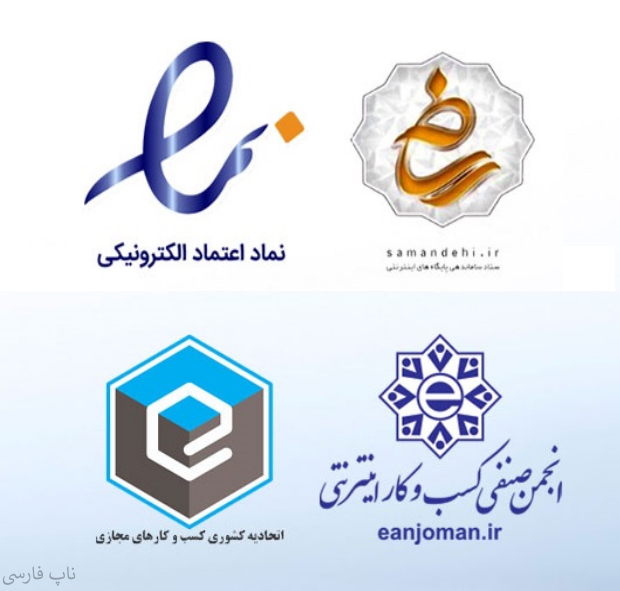 نماد اعتماد الکترونیکی
samandehi.ir
ستاد ساماندهی پایگاه های اینترنتی
اتحادیه کشوری کسب و کارهای مجازی
انجمن صنفی کسب و کار اینترنتی
eanjoman.ir
ناپ فارسی